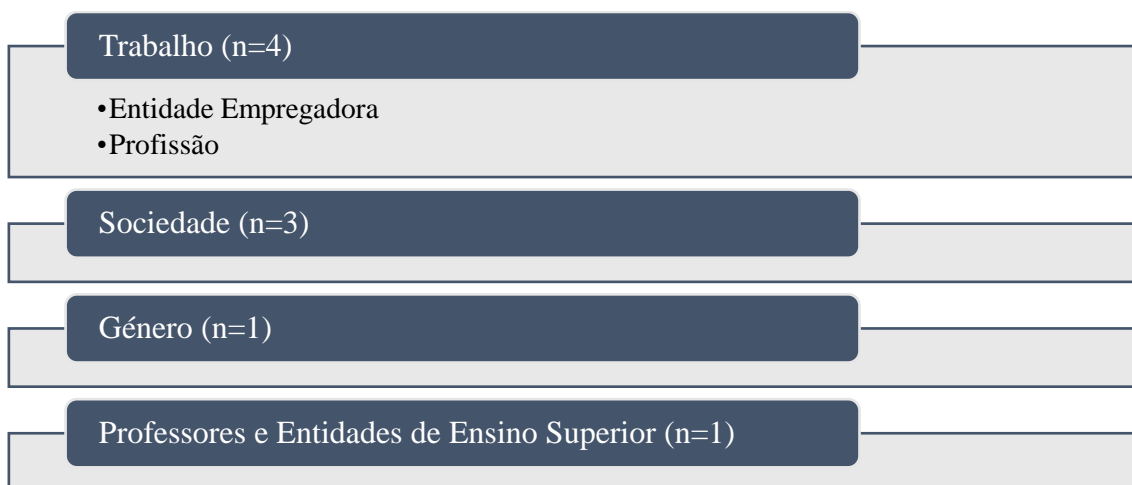 Trabalho (n=4)
•Entidade Empregadora
•Profissão
Sociedade (n=3)
Género (n=1)
Professores e Entidades de Ensino Superior (n=1)